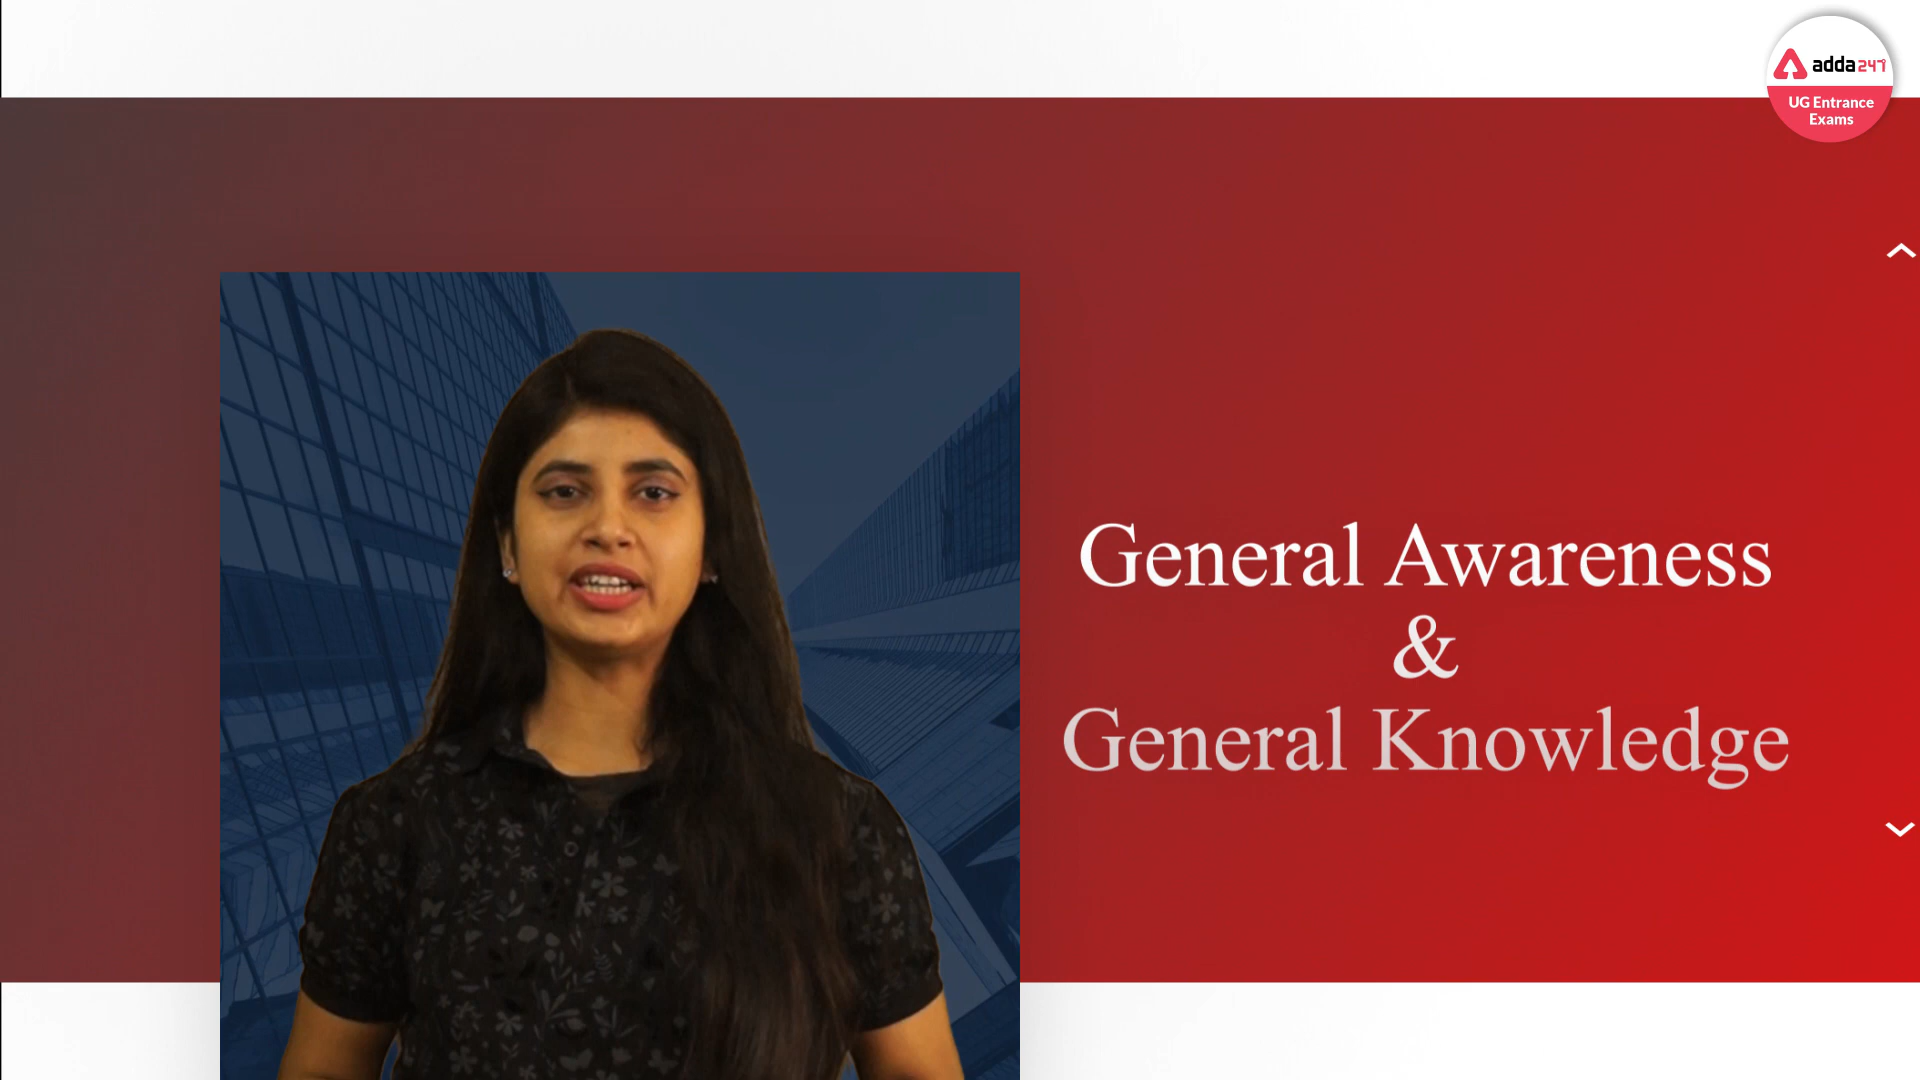 adda247
UG Entrance
Exams
General Awareness
&
General Knowledge